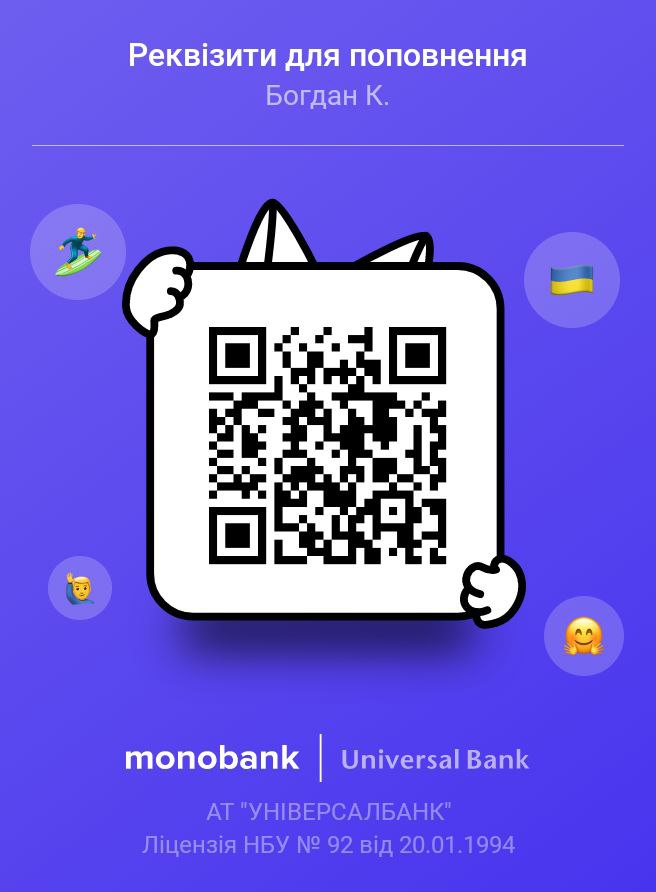 Реквізити для поповнення
Богдан К.
monobank | Universal Bank
АТ "УНІВЕРСАЛБАНК"
Ліцензія НБУ № 92 від 20.01.1994